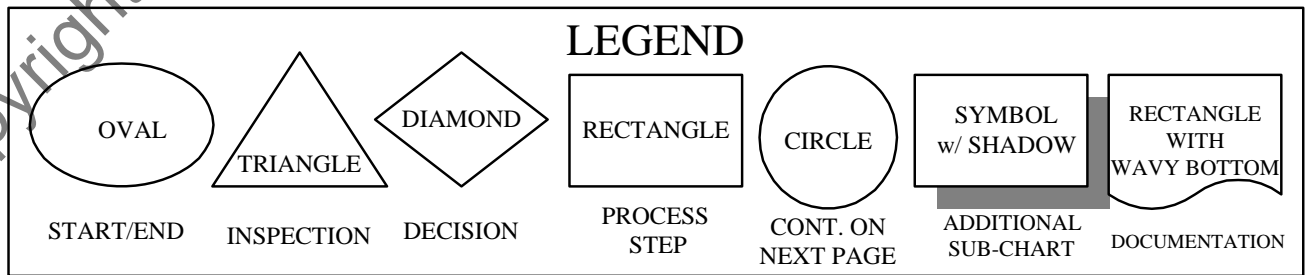 LEGEND
OVAL
START/END
TRIANGLE
INSPECTION
DIAMOND
DECISION
RECTANGLE
PROCESS
STEP
CIRCLE
CONT. ON
NEXT PAGE
SYMBOL
w/ SHADOW
ADDITIONAL
SUB-CHART
RECTANGLE
WITH
WAVY BOTTOM
DOCUMENTATION